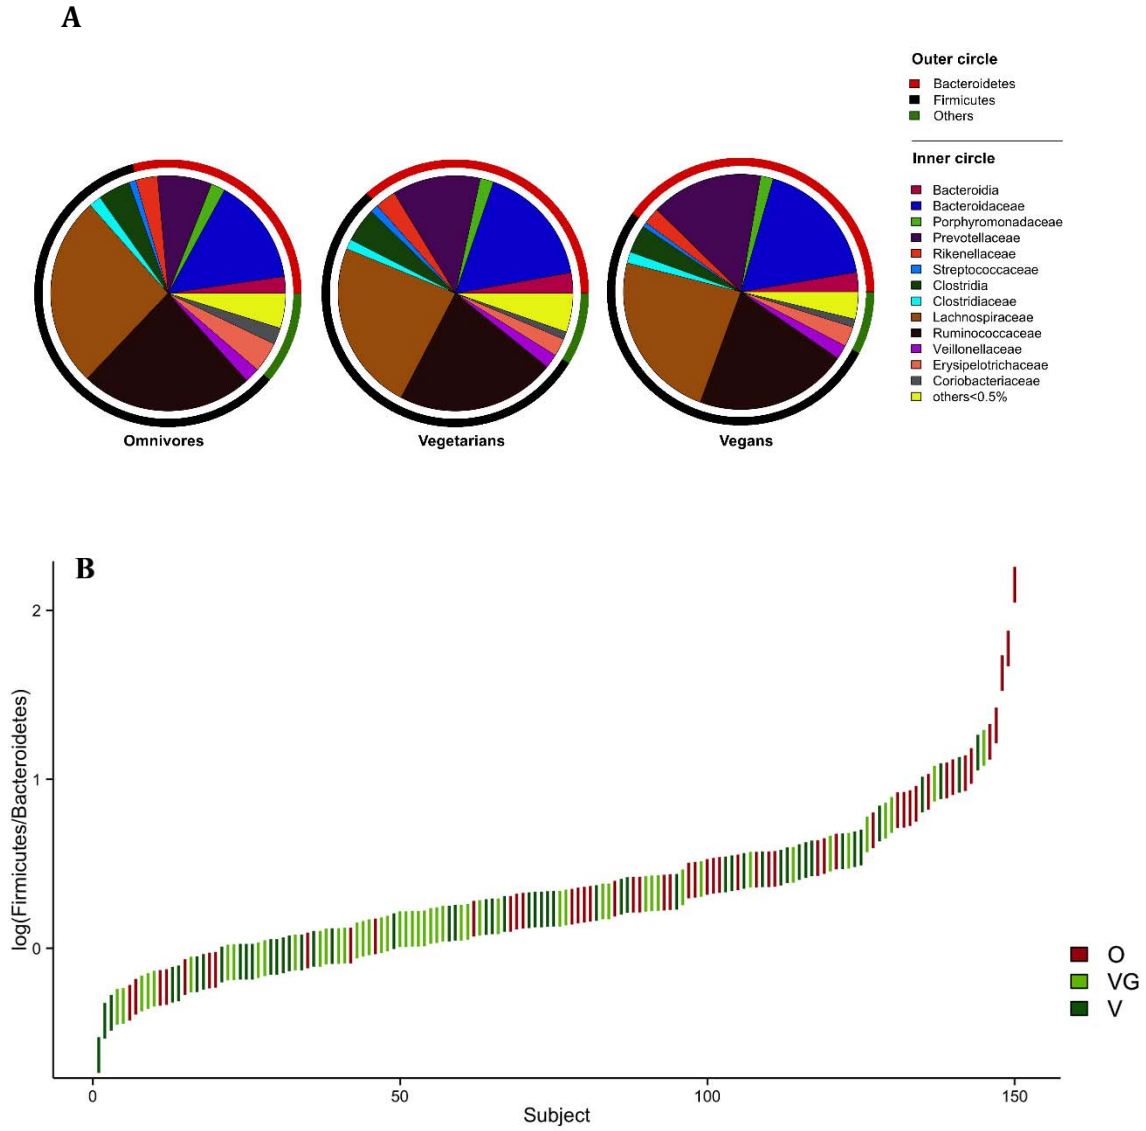 A
Outer circle
Bacteroidetes
Firmicutes
Others
Inner circle
Bacteroidia
Bacteroidaceae
Porphyromonadaceae
Prevotellaceae
Rikenellaceae
Streptococcaceae
Clostridia
Clostridiaceae
Lachnospiraceae
Ruminococcaceae
Veillonellaceae
Erysipelotrichaceae
Coriobacteriaceae
others<0.5%
Omnivores
Vegetarians
Vegans
B
2
1
0
log(Firmicutes/Bacteroidetes)
O
VG
V
0
50
100
150
Subject